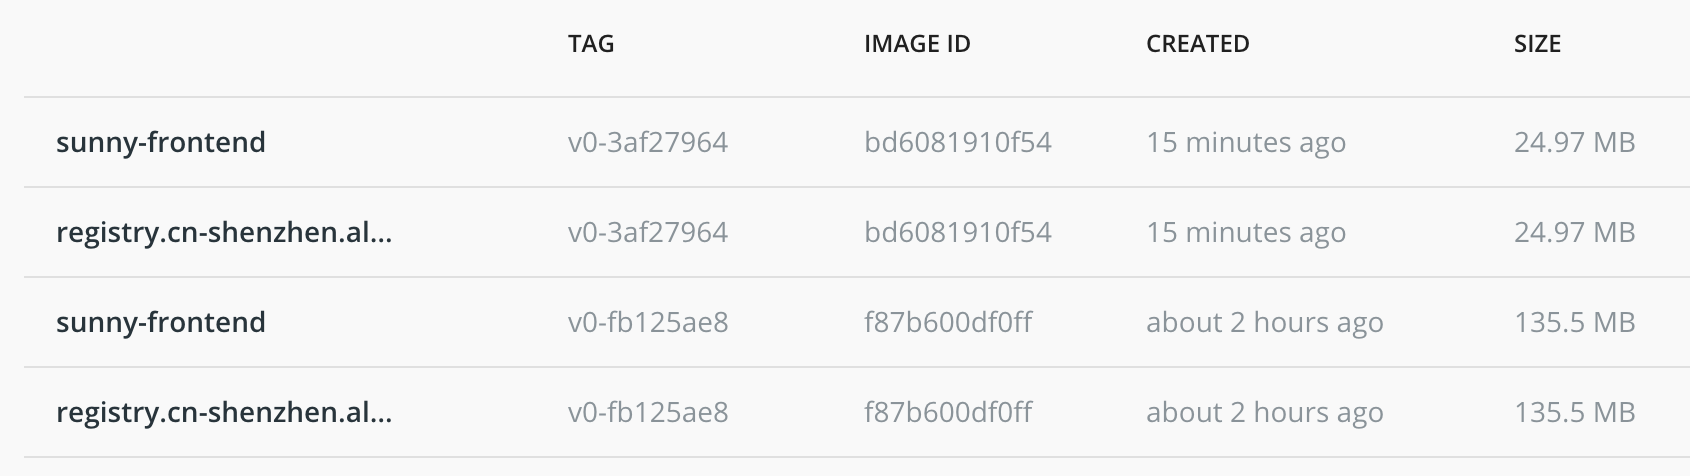 TAG IMAGE ID CREATED SIZE
sunny-frontend v0-3af27964 bd6081910f54 15 minutes ago 24.97 MB
registry.cn-shenzhen.al... v0-3af27964 bd6081910f54 15 minutes ago 24.97 MB
sunny-frontend v0-fb125ae8 f87b600df0ff about 2 hours ago 135.5 MB
registry.cn-shenzhen.al... v0-fb125ae8 f87b600df0ff about 2 hours ago 135.5 MB